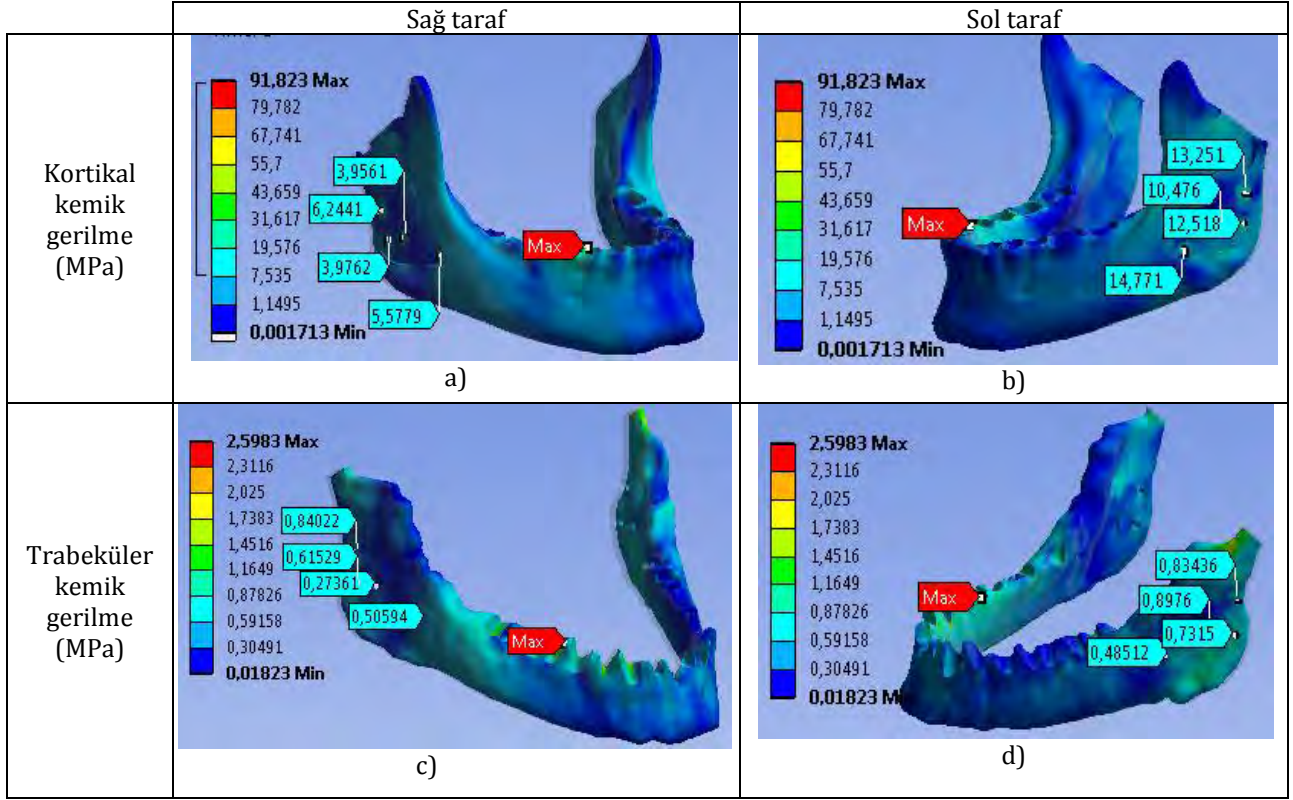 Sağ taraf
Sol taraf
Kortikal
kemik
gerilme
(MPa)
91,823 Max
79,782
67,741
55,7
43,659
31,617
19,576
7,535
1,1495
0,001713 Min
3,9561
6,2441
3,9762
5,5779
Max
a)
91,823 Max
79,782
67,741
55,7
43,659
31,617
19,576
7,535
1,1495
0,001713 Min
Max
13,251
10,476
12,518
14,771
b)
Trabeküler
kemik
gerilme
(MPa)
2,5983 Max
2,3116
2,025
1,7383
1,4516
1,1649
0,87826
0,59158
0,30491
0,01823 Min
0,84022
0,61529
0,27361
0,50594
Max
c)
2,5983 Max
2,3116
2,025
1,7383
1,4516
1,1649
0,87826
0,59158
0,30491
0,01823 M
Max
0,83436
0,8976
0,7315
0,48512
d)